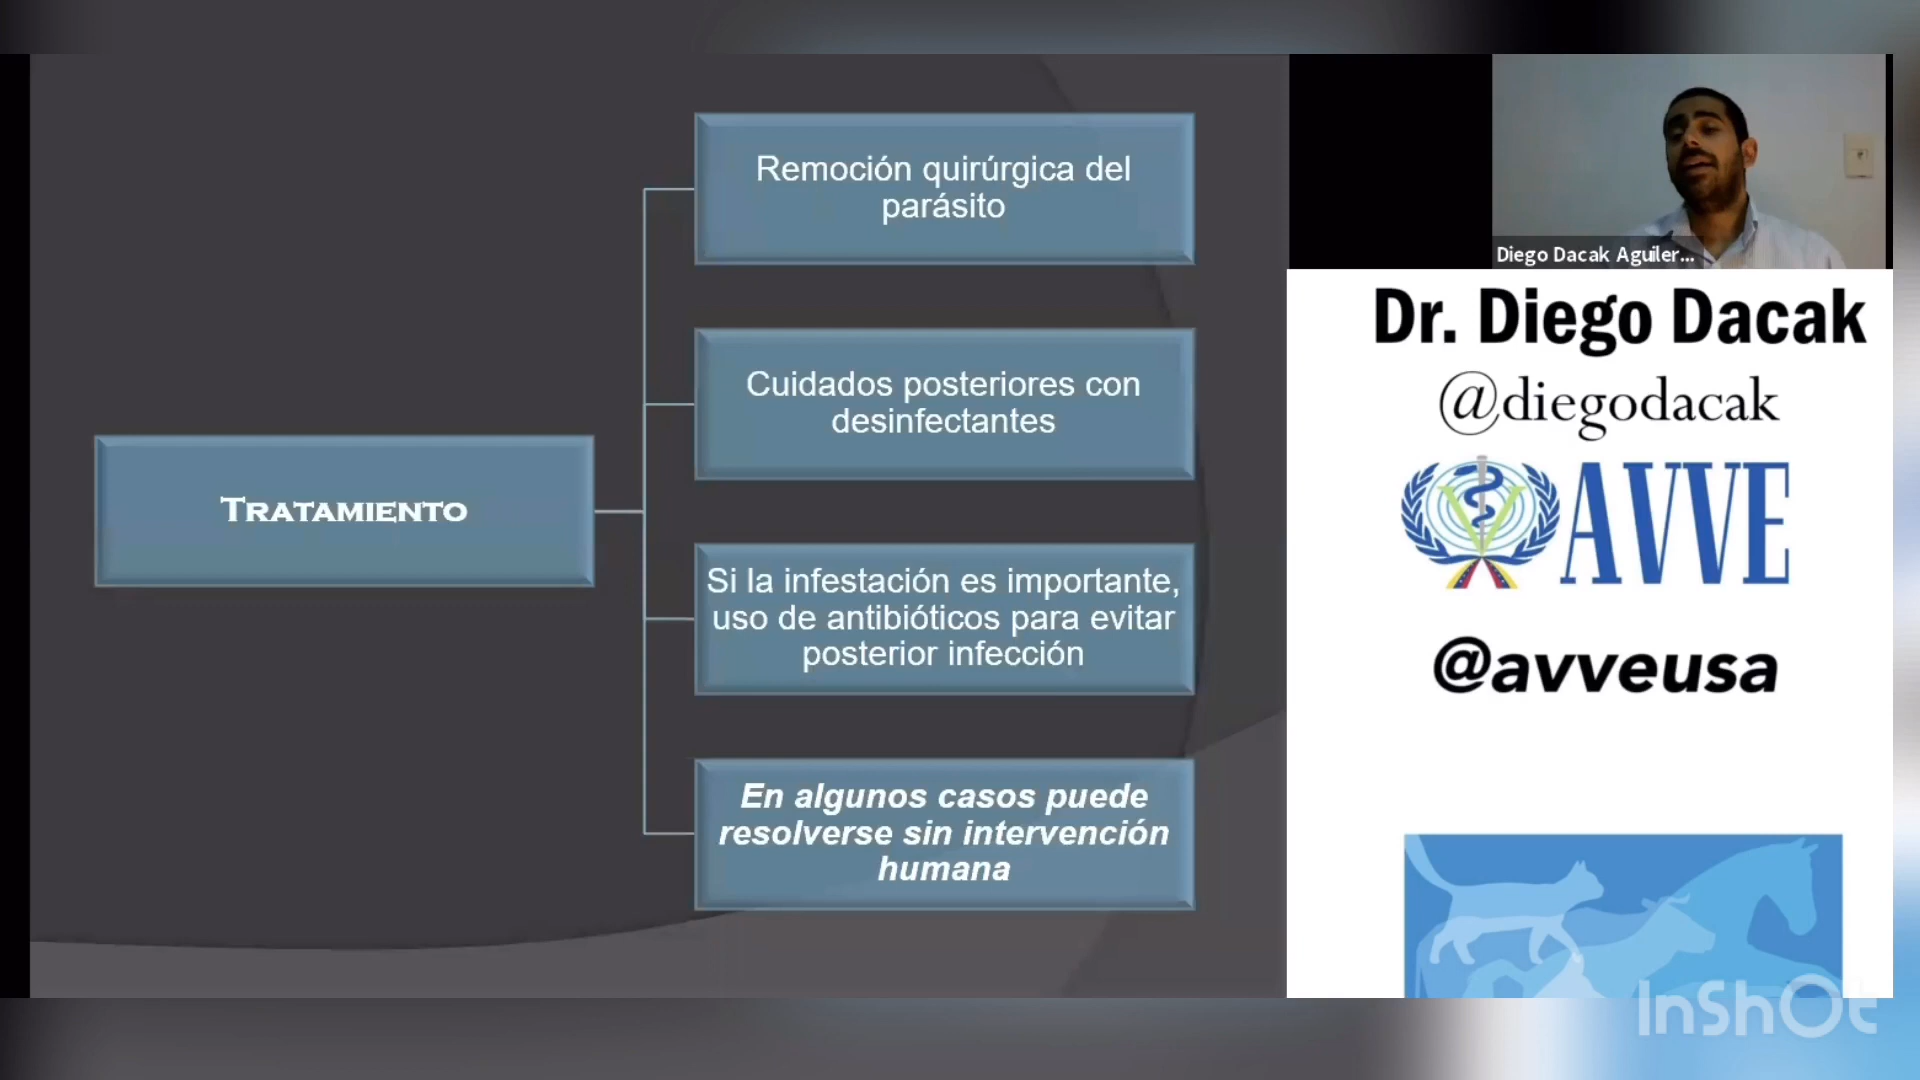 Tratamiento
Remoción quirúrgica del
parásito
Cuidados posteriores con
desinfectantes
Si la infestación es importante,
uso de antibióticos para evitar
posterior infección
En algunos casos puede
resolverse sin intervención
humana
Diego Dacak Aguiler...
Dr. Diego Dacak
@diegodacak
AVVE
@avveusa
InShOt